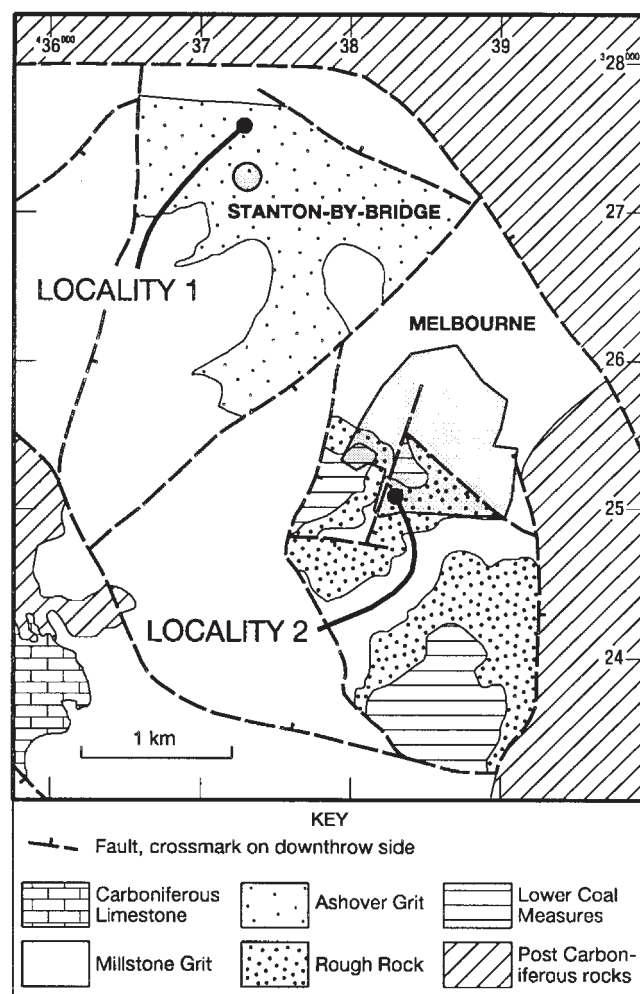 ⁴36⁰⁰⁰ 37 38 39
³28⁰⁰⁰
27
STANTON-BY-BRIDGE
LOCALITY 1
MELBOURNE
26
25
LOCALITY 2
24
1 km
KEY
Fault, crossmark on downthrow side
Carboniferous
Limestone
Ashover Grit
Lower Coal
Measures
Millstone Grit
Rough Rock
Post Carbon-
iferous rocks